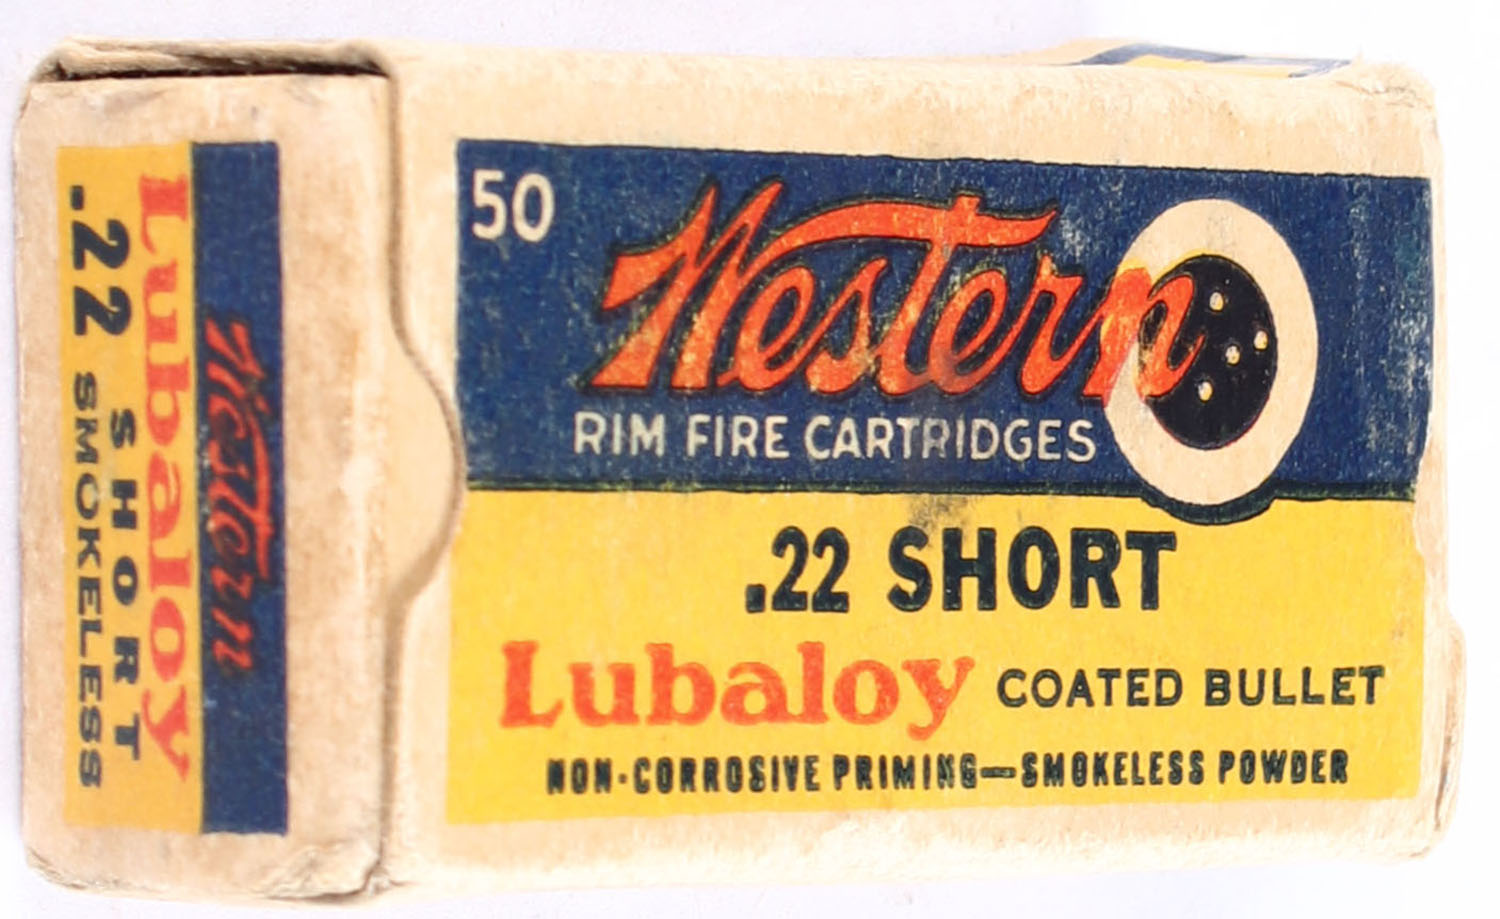 50
Western
RIM FIRE CARTRIDGES
.22 SHORT
Lubaloy COATED BULLET
NON-CORROSIVE PRIMING—SMOKELESS POWDER
Western
Lubaloy
.22 SHORT
SMOKELESS